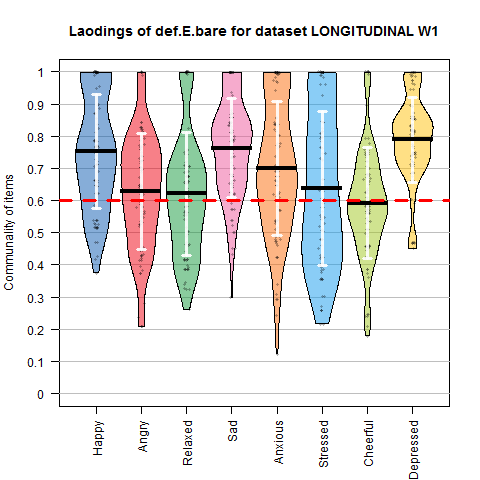 Laodings of def.E.bare for dataset LONGITUDINAL W1
Communality of items
1
0.9
0.8
0.7
0.6
0.5
0.4
0.3
0.2
0.1
0
Happy
Angry
Relaxed
Sad
Anxious
Stressed
Cheerful
Depressed